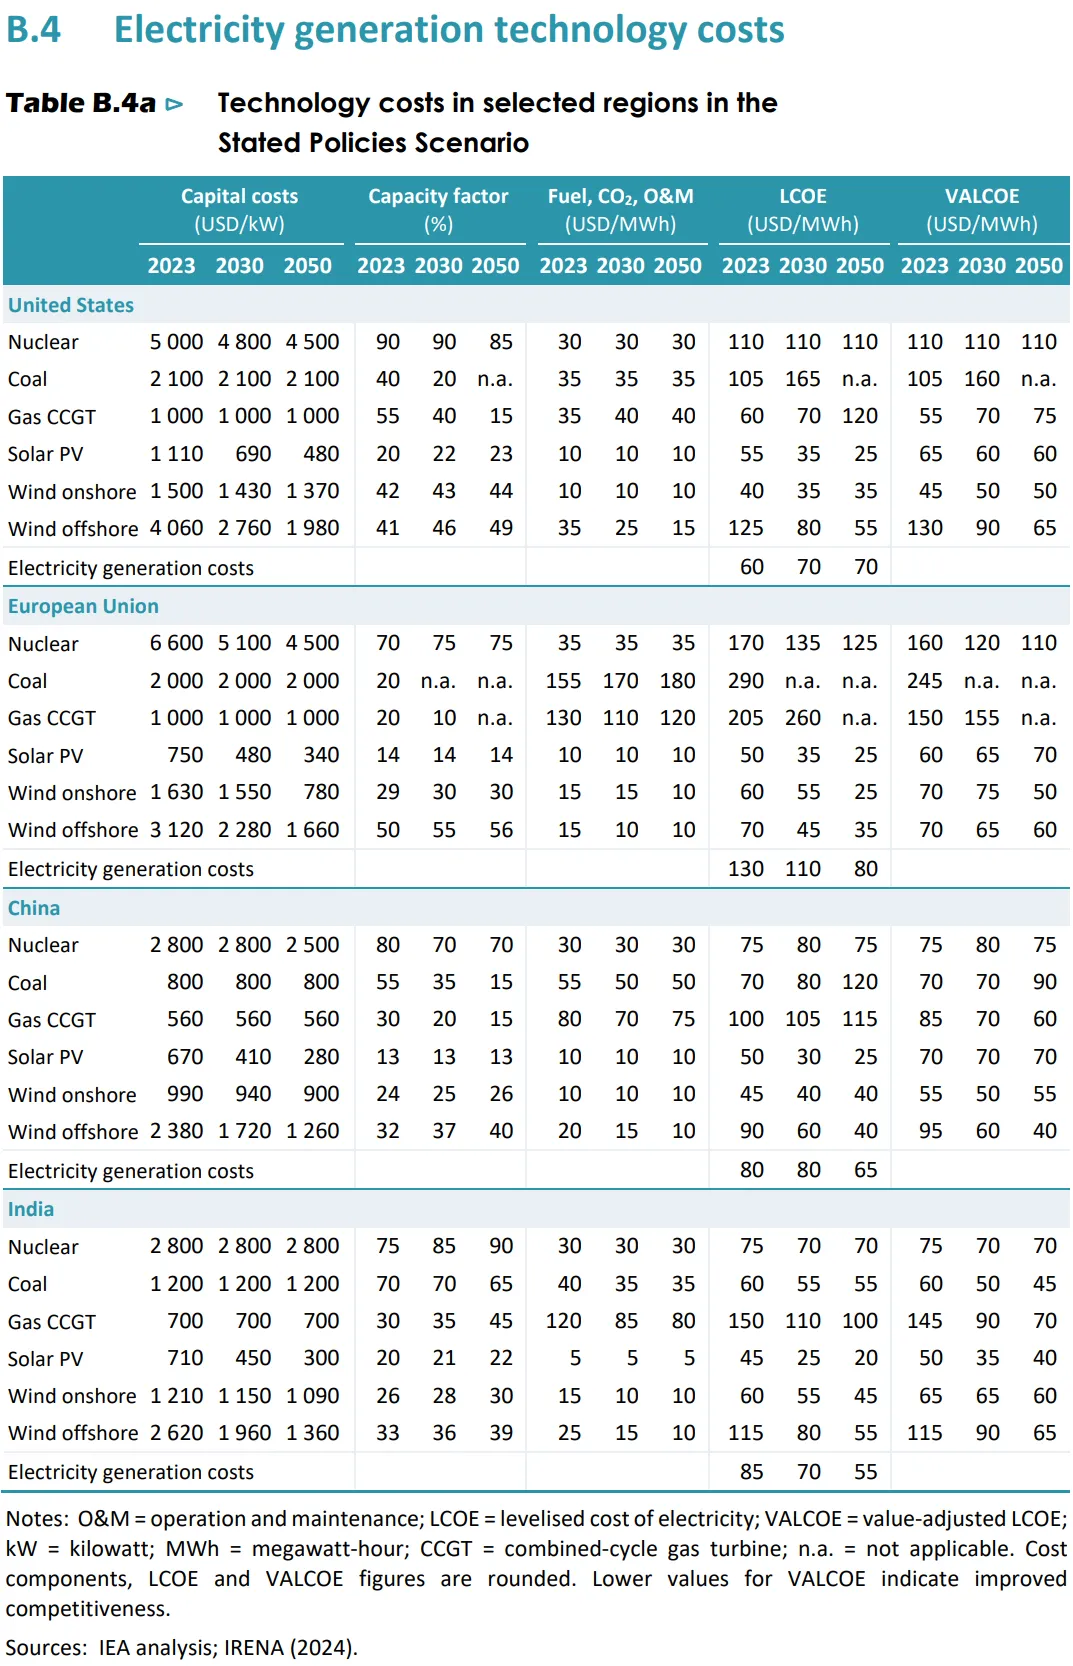 B.4 Electricity generation technology costs
Table B.4a ▷ Technology costs in selected regions in the
Stated Policies Scenario
Capital costs Capacity factor Fuel, CO₂, O&M LCOE VALCOE
(USD/kW) (%) (USD/MWh) (USD/MWh) (USD/MWh)
2023 2030 2050 2023 2030 2050 2023 2030 2050 2023 2030 2050 2023 2030 2050
United States
Nuclear 5 000 4 800 4 500 90 90 85 30 30 30 110 110 110 110 110 110
Coal 2 100 2 100 2 100 40 20 n.a. 35 35 35 105 165 n.a. 105 160 n.a.
Gas CCGT 1 000 1 000 1 000 55 40 15 35 40 40 60 70 120 55 70 75
Solar PV 1 110 690 480 20 22 23 10 10 10 55 35 25 65 60 60
Wind onshore 1 500 1 430 1 370 42 43 44 10 10 10 40 35 35 45 50 50
Wind offshore 4 060 2 760 1 980 41 46 49 35 25 15 125 80 55 130 90 65
Electricity generation costs 60 70 70
European Union
Nuclear 6 600 5 100 4 500 70 75 75 35 35 35 170 135 125 160 120 110
Coal 2 000 2 000 2 000 20 n.a. n.a. 155 170 180 290 n.a. n.a. 245 n.a. n.a.
Gas CCGT 1 000 1 000 1 000 20 10 n.a. 130 110 120 205 260 n.a. 150 155 n.a.
Solar PV 750 480 340 14 14 14 10 10 10 50 35 25 60 65 70
Wind onshore 1 630 1 550 780 29 30 30 15 15 10 60 55 25 70 75 50
Wind offshore 3 120 2 280 1 660 50 55 56 15 10 10 70 45 35 70 65 60
Electricity generation costs 130 110 80
China
Nuclear 2 800 2 800 2 500 80 70 70 30 30 30 75 80 75 75 80 75
Coal 800 800 800 55 35 15 55 50 50 70 80 120 70 70 90
Gas CCGT 560 560 560 30 20 15 80 70 75 100 105 115 85 70 60
Solar PV 670 410 280 13 13 13 10 10 10 50 30 25 70 70 70
Wind onshore 990 940 900 24 25 26 10 10 10 45 40 40 55 50 55
Wind offshore 2 380 1 720 1 260 32 37 40 20 15 10 90 60 40 95 60 40
Electricity generation costs 80 80 65
India
Nuclear 2 800 2 800 2 800 75 85 90 30 30 30 75 70 70 75 70 70
Coal 1 200 1 200 1 200 70 70 65 40 35 35 60 55 55 60 50 45
Gas CCGT 700 700 700 30 35 45 120 85 80 150 110 100 145 90 70
Solar PV 710 450 300 20 21 22 5 5 5 45 25 20 50 35 40
Wind onshore 1 210 1 150 1 090 26 28 30 15 10 10 60 55 45 65 65 60
Wind offshore 2 620 1 960 1 360 33 36 39 25 15 10 115 80 55 115 90 65
Electricity generation costs 85 70 55
Notes: O&M = operation and maintenance; LCOE = levelised cost of electricity; VALCOE = value-adjusted LCOE;
kW = kilowatt; MWh = megawatt-hour; CCGT = combined-cycle gas turbine; n.a. = not applicable. Cost
components, LCOE and VALCOE figures are rounded. Lower values for VALCOE indicate improved
competitiveness.
Sources: IEA analysis; IRENA (2024).